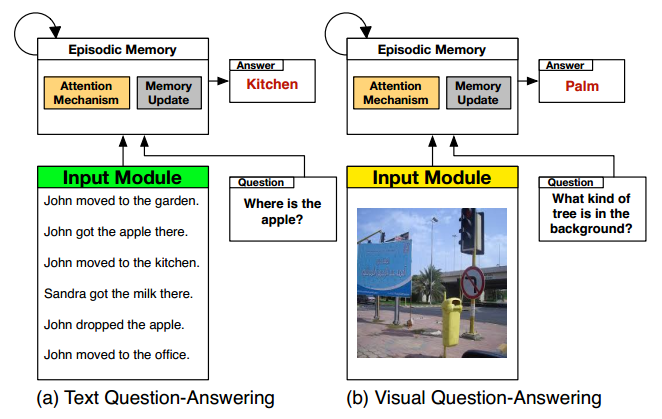 Episodic Memory
Attention
Mechanism
Memory
Update
Answer
Kitchen
Input Module
John moved to the garden.
John got the apple there.
John moved to the kitchen.
Sandra got the milk there.
John dropped the apple.
John moved to the office.
Question
Where is the
apple?
(a) Text Question-Answering
Episodic Memory
Attention
Mechanism
Memory
Update
Answer
Palm
Input Module
Question
What kind of
tree is in the
background?
(b) Visual Question-Answering